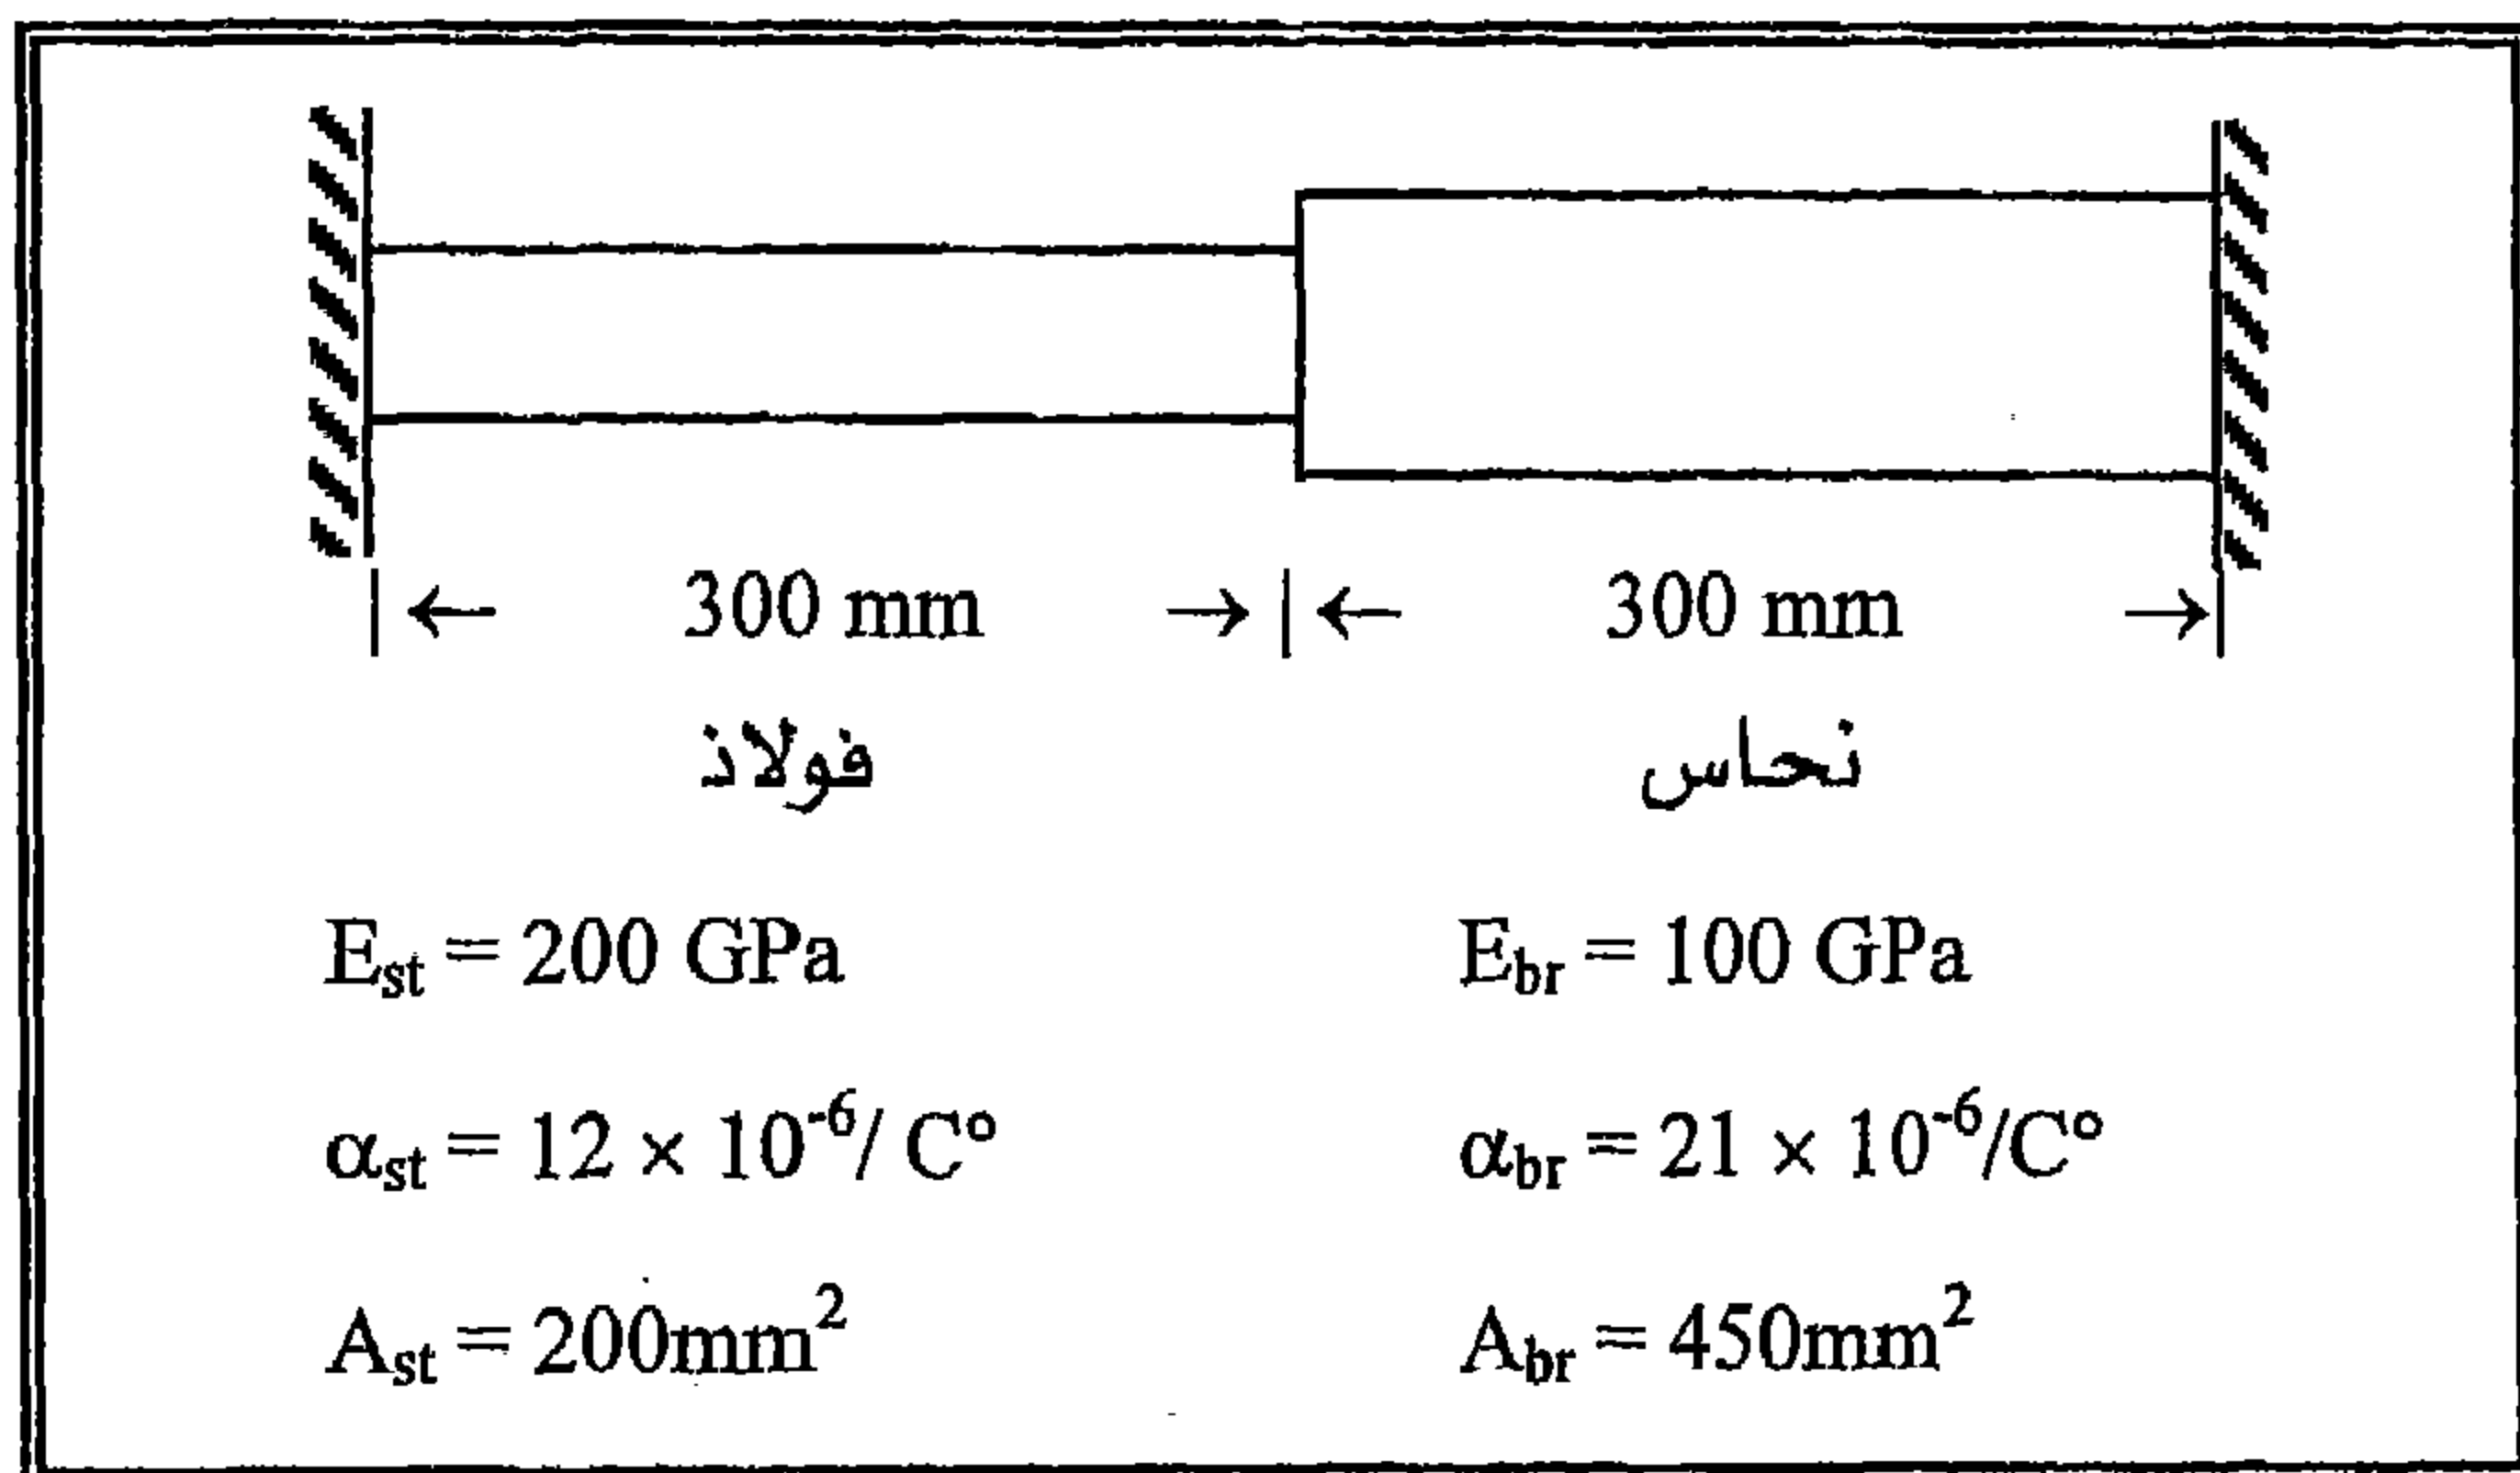 ← 300 mm → ← 300 mm →
فولاذ نحاس
E_st = 200 GPa E_br = 100 GPa
α_st = 12 × 10⁻⁶/ C° α_br = 21 × 10⁻⁶/C°
A_st = 200mm² A_br = 450mm²